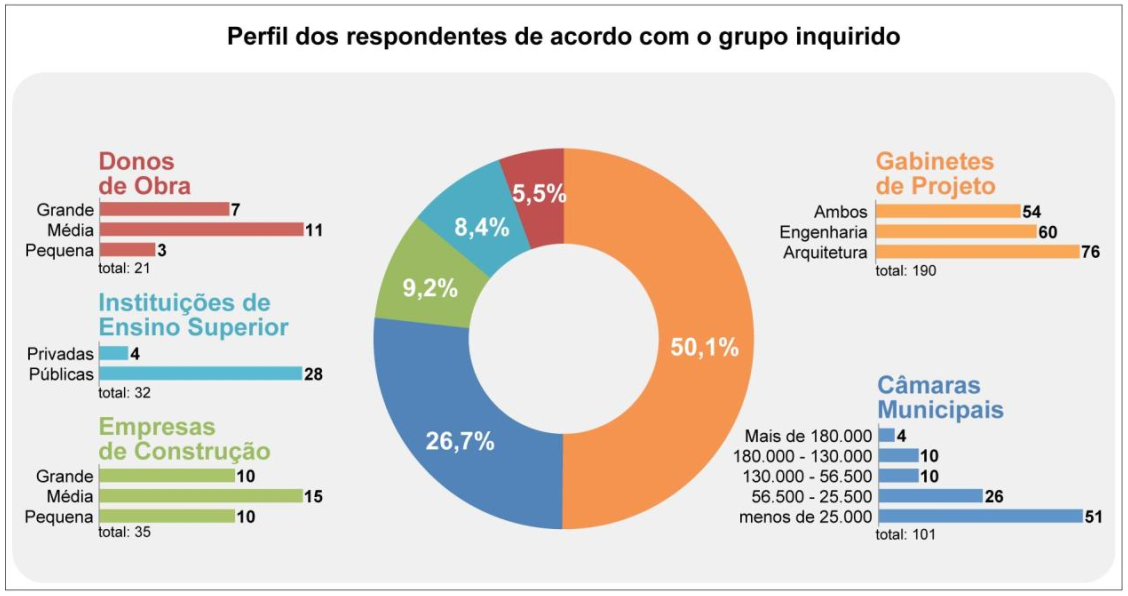 Perfil dos respondentes de acordo com o grupo inquirido
Donos
de Obra
Grande 7
Média 11
Pequena 3
total: 21
Instituições de
Ensino Superior
Privadas 4
Públicas 28
total: 32
Empresas
de Construção
Grande 10
Média 15
Pequena 10
total: 35
5,5%
8,4%
9,2%
50,1%
26,7%
Gabinetes
de Projeto
Ambos 54
Engenharia 60
Arquitetura 76
total: 190
Câmaras
Municipais
Mais de 180.000 4
180.000 - 130.000 10
130.000 - 56.500 10
56.500 - 25.500 26
menos de 25.000 51
total: 101